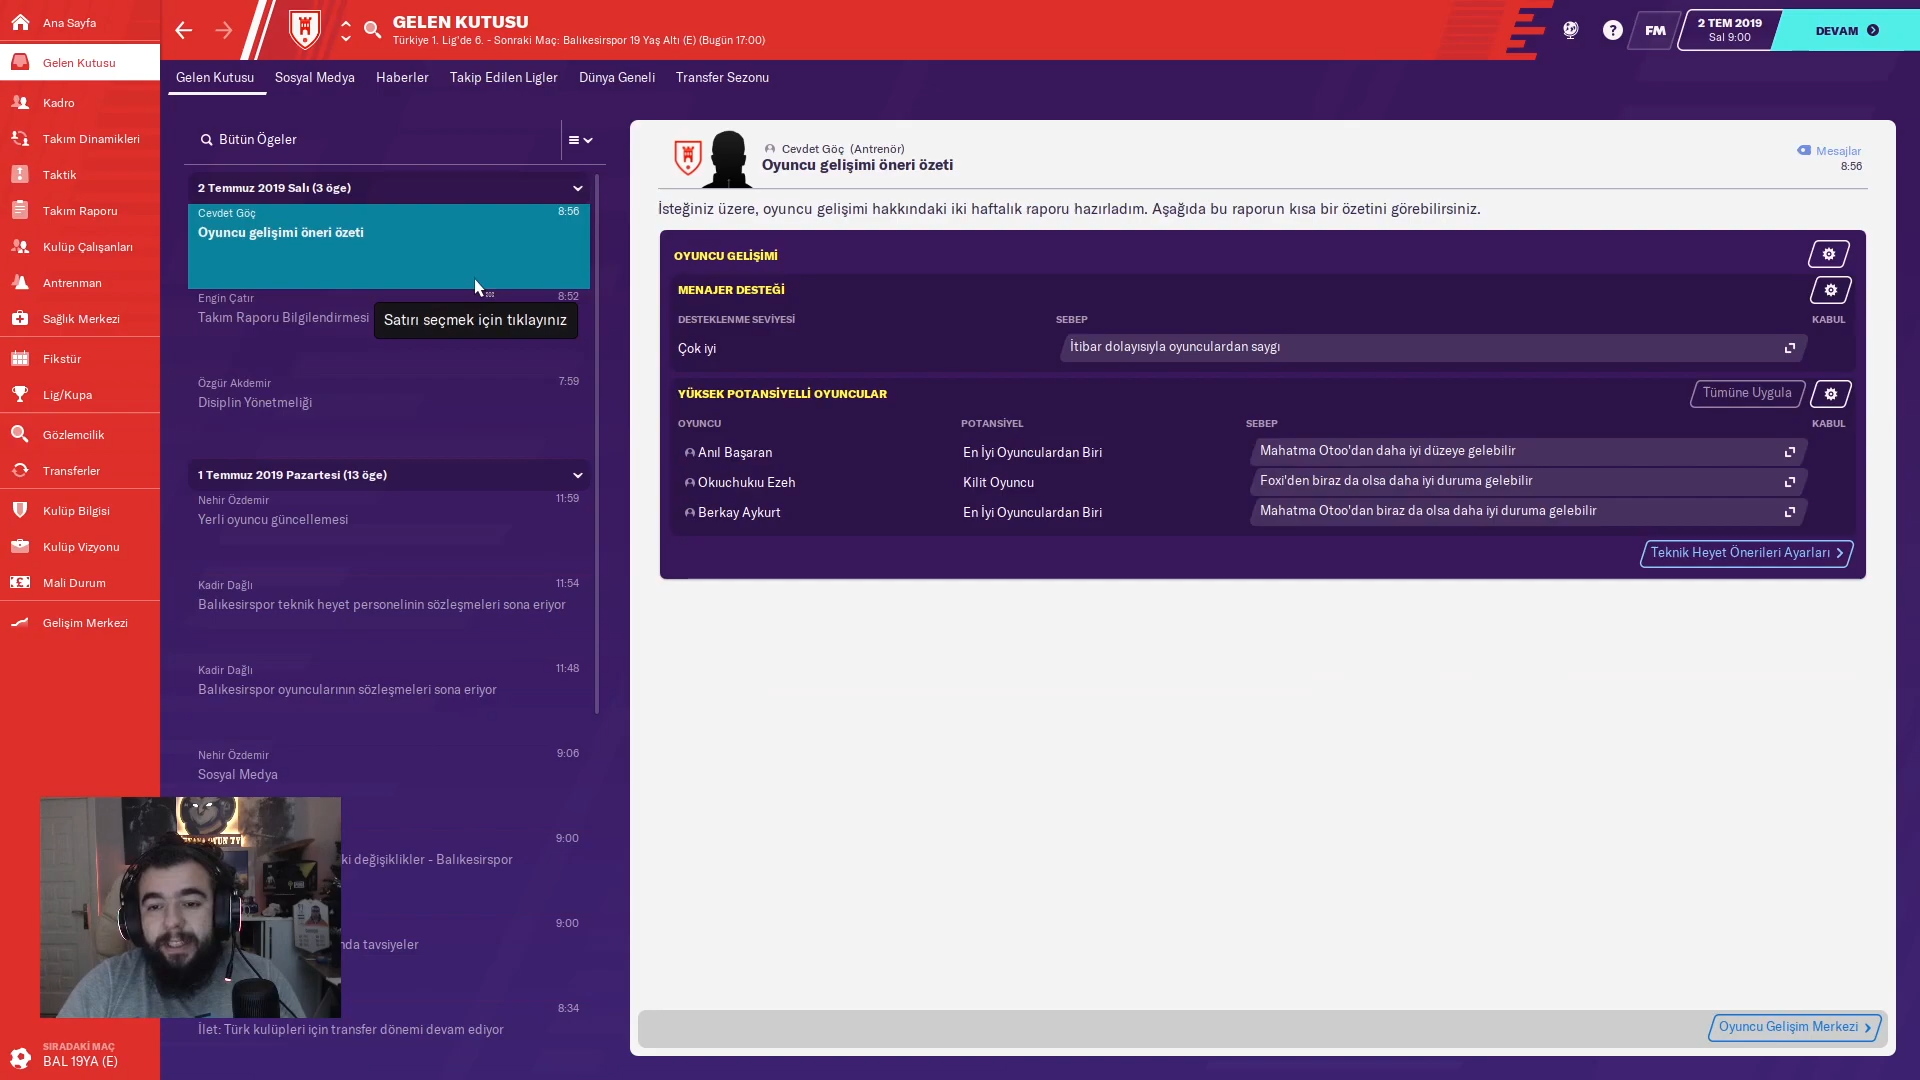 Ana Sayfa
Gelen Kutusu
Kadro
Takım Dinamikleri
Taktik
Takım Raporu
Kulüp Çalışanları
Antrenman
Sağlık Merkezi
Fikstür
Lig/Kupa
Gözlemcilik
Transferler
Kulüp Bilgisi
Kulüp Vizyonu
Mali Durum
Gelişim Merkezi
SIRADAKİ MAÇ
BAL 19YA (E)
GELEN KUTUSU
Türkiye 1. Lig'de 6. - Sonraki Maç: Balıkesirspor 19 Yaş Altı (E) (Bugün 17:00)
FM
2 TEM 2019
Sal 9:00
DEVAM
Gelen Kutusu Sosyal Medya Haberler Takip Edilen Ligler Dünya Geneli Transfer Sezonu
Bütün Ögeler
2 Temmuz 2019 Salı (3 öge)
Cevdet Göç 8:56
Oyuncu gelişimi öneri özeti
Engin Çatır 8:52
Takım Raporu Bilgilendirmesi
Satırı seçmek için tıklayınız
Özgür Akdemir 7:59
Disiplin Yönetmeliği
1 Temmuz 2019 Pazartesi (13 öge)
Nehir Özdemir 11:59
Yerli oyuncu güncellemesi
Kadir Dağlı 11:54
Balıkesirspor teknik heyet personelinin sözleşmeleri sona eriyor
Kadir Dağlı 11:48
Balıkesirspor oyuncularının sözleşmeleri sona eriyor
Nehir Özdemir 9:06
Sosyal Medya
9:00
ki değişiklikler - Balıkesirspor
9:00
nda tavsiyeler
8:34
İlet: Türk kulüpleri için transfer dönemi devam ediyor
Cevdet Göç (Antrenör)
Oyuncu gelişimi öneri özeti
Mesajlar
8:56
İsteğiniz üzere, oyuncu gelişimi hakkındaki iki haftalık raporu hazırladım. Aşağıda bu raporun kısa bir özetini görebilirsiniz.
OYUNCU GELİŞİMİ
MENAJER DESTEĞİ
DESTEKLENME SEVİYESİ SEBEP KABUL
Çok iyi İtibar dolayısıyla oyunculardan saygı
YÜKSEK POTANSİYELLİ OYUNCULAR Tümüne Uygula
OYUNCU POTANSİYEL SEBEP KABUL
Anıl Başaran En İyi Oyunculardan Biri Mahatma Otoo'dan daha iyi düzeye gelebilir
Okıuchukıu Ezeh Kilit Oyuncu Foxi'den biraz da olsa daha iyi duruma gelebilir
Berkay Aykurt En İyi Oyunculardan Biri Mahatma Otoo'dan biraz da olsa daha iyi duruma gelebilir
Teknik Heyet Önerileri Ayarları
Oyuncu Gelişim Merkezi